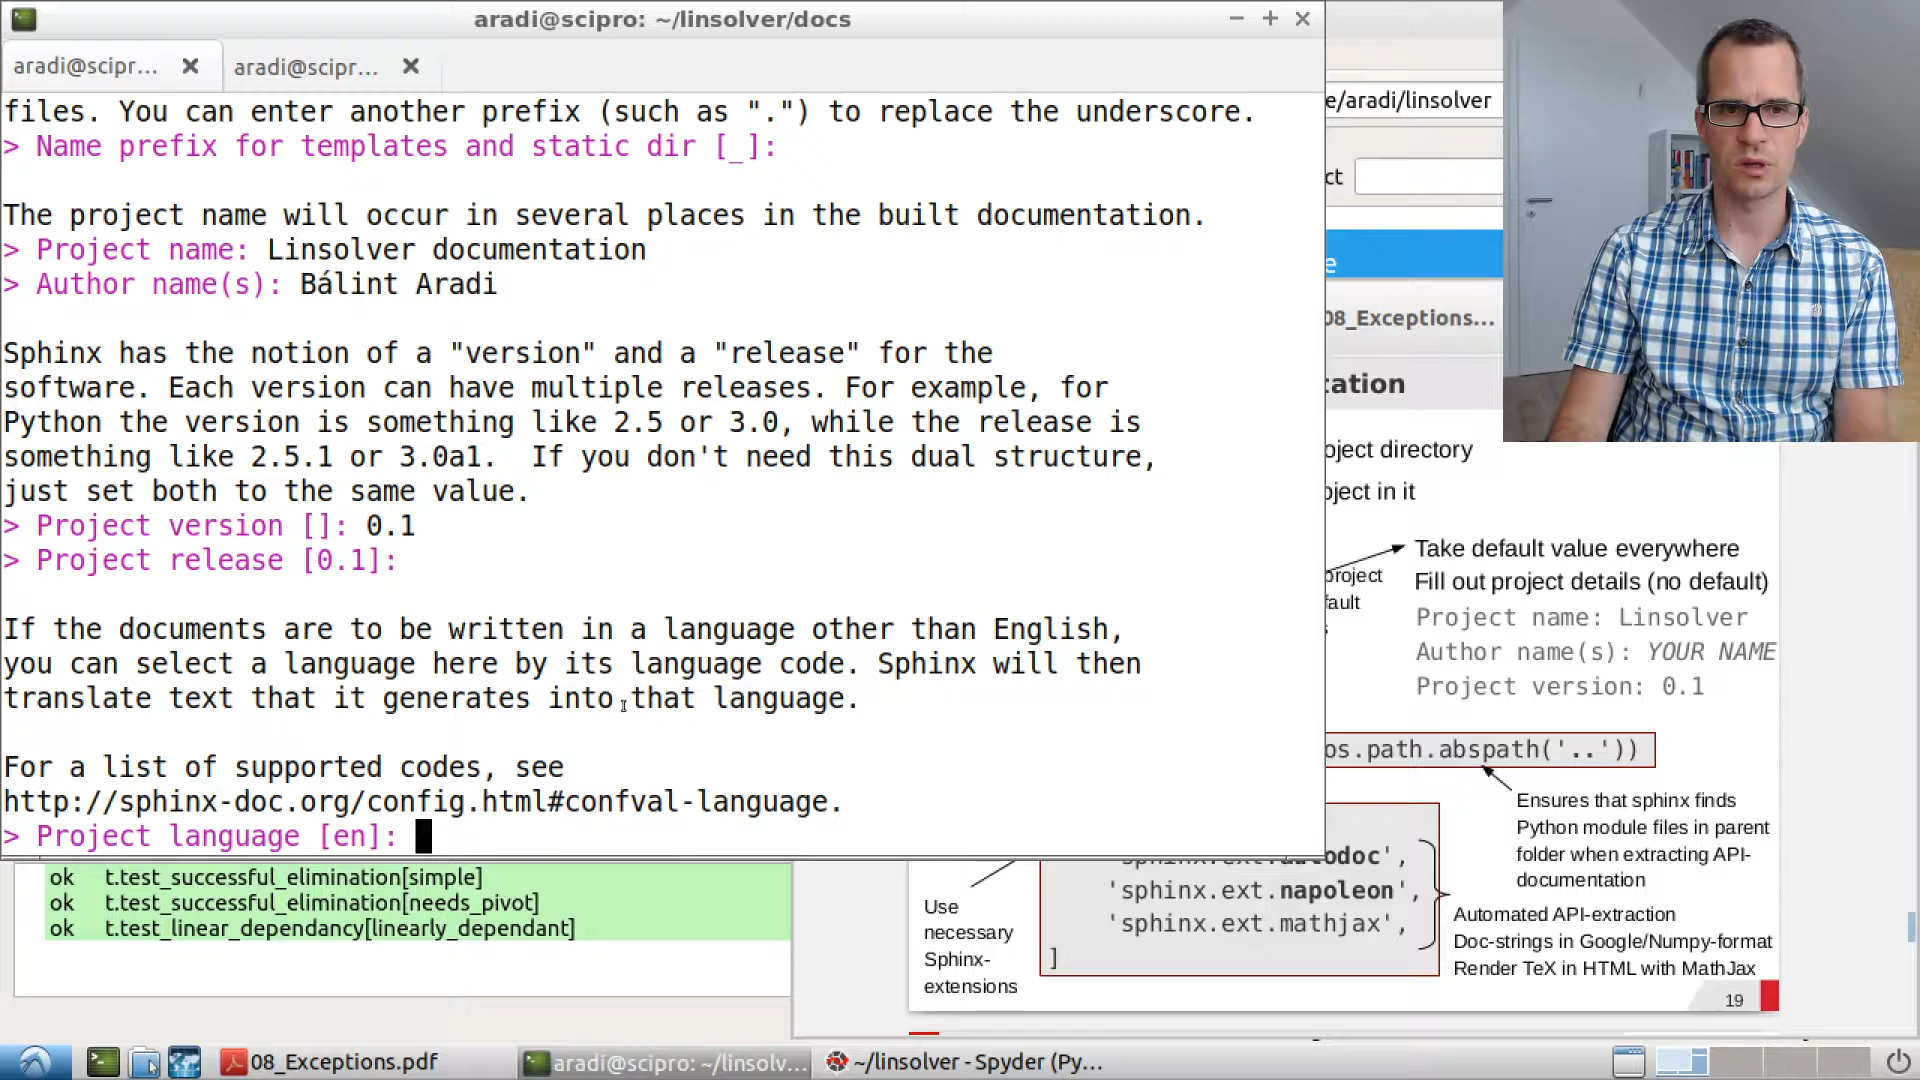 aradi@scipro: ~/linsolver/docs
aradi@scipr...
aradi@scipr...
files. You can enter another prefix (such as ".") to replace the underscore.
> Name prefix for templates and static dir [_]:
The project name will occur in several places in the built documentation.
> Project name: Linsolver documentation
> Author name(s): Bálint Aradi
Sphinx has the notion of a "version" and a "release" for the
software. Each version can have multiple releases. For example, for
Python the version is something like 2.5 or 3.0, while the release is
something like 2.5.1 or 3.0a1.  If you don't need this dual structure,
just set both to the same value.
> Project version []: 0.1
> Project release [0.1]:
If the documents are to be written in a language other than English,
you can select a language here by its language code. Sphinx will then
translate text that it generates into that language.
For a list of supported codes, see
http://sphinx-doc.org/config.html#confval-language.
> Project language [en]:
e/aradi/linsolver
ct
e
08_Exceptions...
tation
oject directory
oject in it
Take default value everywhere
project
Fill out project details (no default)
fault
Project name: Linsolver
Author name(s): YOUR NAME
Project version: 0.1
os.path.abspath('..'))
Ensures that sphinx finds
Python module files in parent
folder when extracting API-
documentation
'sphinx.ext.autodoc',
'sphinx.ext.napoleon',
'sphinx.ext.mathjax',
]
Use
necessary
Sphinx-
extensions
Automated API-extraction
Doc-strings in Google/Numpy-format
Render TeX in HTML with MathJax
19
ok t.test_successful_elimination[simple]
ok t.test_successful_elimination[needs_pivot]
ok t.test_linear_dependancy[linearly_dependant]
08_Exceptions.pdf
aradi@scipro: ~/linsolv...
~/linsolver - Spyder (Py...